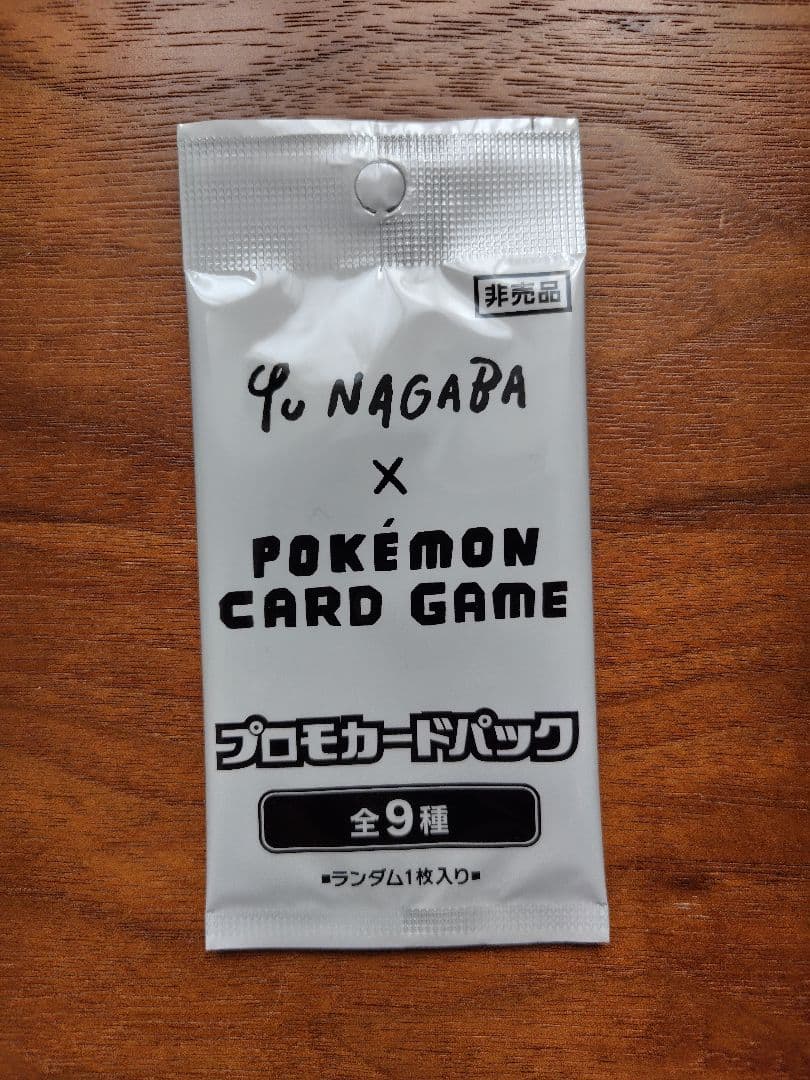 非売品
Yu NAGABA
×
POKÉMON
CARD GAME
プロモカードパック
全9種
▪ランダム1枚入り▪